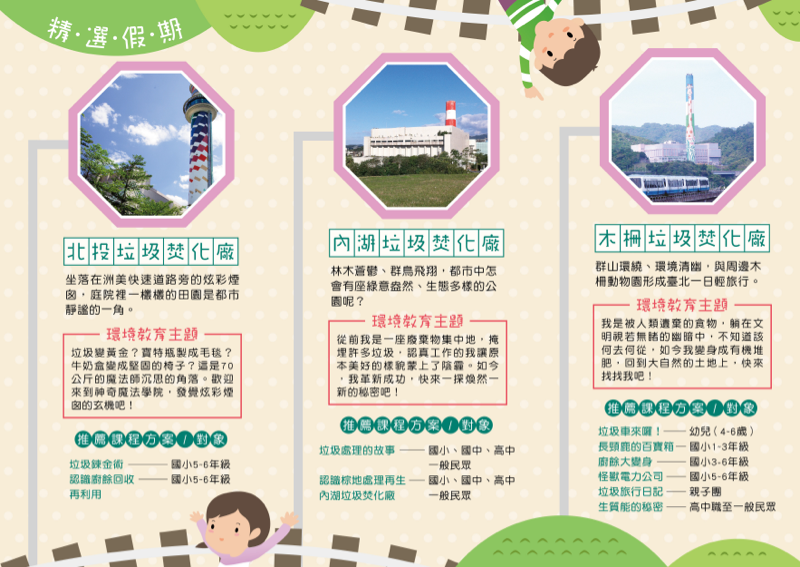 精·選·假·期
北投垃圾焚化廠
坐落在洲美快速道路旁的炫彩煙
囪，庭院裡一欉欉的田園是都市
靜謐的一角。
環境教育主題
垃圾變黃金？寶特瓶製成毛毯？
牛奶盒變成堅固的椅子？這是70
公斤的魔法師沉思的角落。歡迎
來到神奇魔法學院，發覺炫彩煙
囪的玄機吧！
推薦課程方案/對象
垃圾鍊金術 —— 國小5-6年級
認識廚餘回收 —— 國小5-6年級
再利用
內湖垃圾焚化廠
林木蒼鬱、群鳥飛翔，都市中怎
會有座綠意盎然、生態多樣的公
園呢？
環境教育主題
從前我是一座廢棄物集中地，掩
埋許多垃圾，認真工作的我讓原
本美好的樣貌蒙上了陰霾。如今
，我革新成功，快來一探煥然一
新的秘密吧！
推薦課程方案/對象
垃圾處理的故事 —— 國小、國中、高中
一般民眾
認識棕地處理再生 — 國小、國中、高中
內湖垃圾焚化廠 一般民眾
木柵垃圾焚化廠
群山環繞、環境清幽，與周邊木
柵動物園形成臺北一日輕旅行。
環境教育主題
我是被人類遺棄的食物，躺在文
明視若無睹的幽暗中，不知道該
何去何從，如今我變身成有機堆
肥，回到大自然的土地上，快來
找找我吧！
推薦課程方案/對象
垃圾車來囉！ —— 幼兒（4-6歲）
長頸鹿的百寶箱 — 國小1-3年級
廚餘大變身 —— 國小3-6年級
怪獸電力公司 —— 國小5-6年級
垃圾旅行日記 —— 親子團
生質能的秘密 —— 高中職至一般民眾